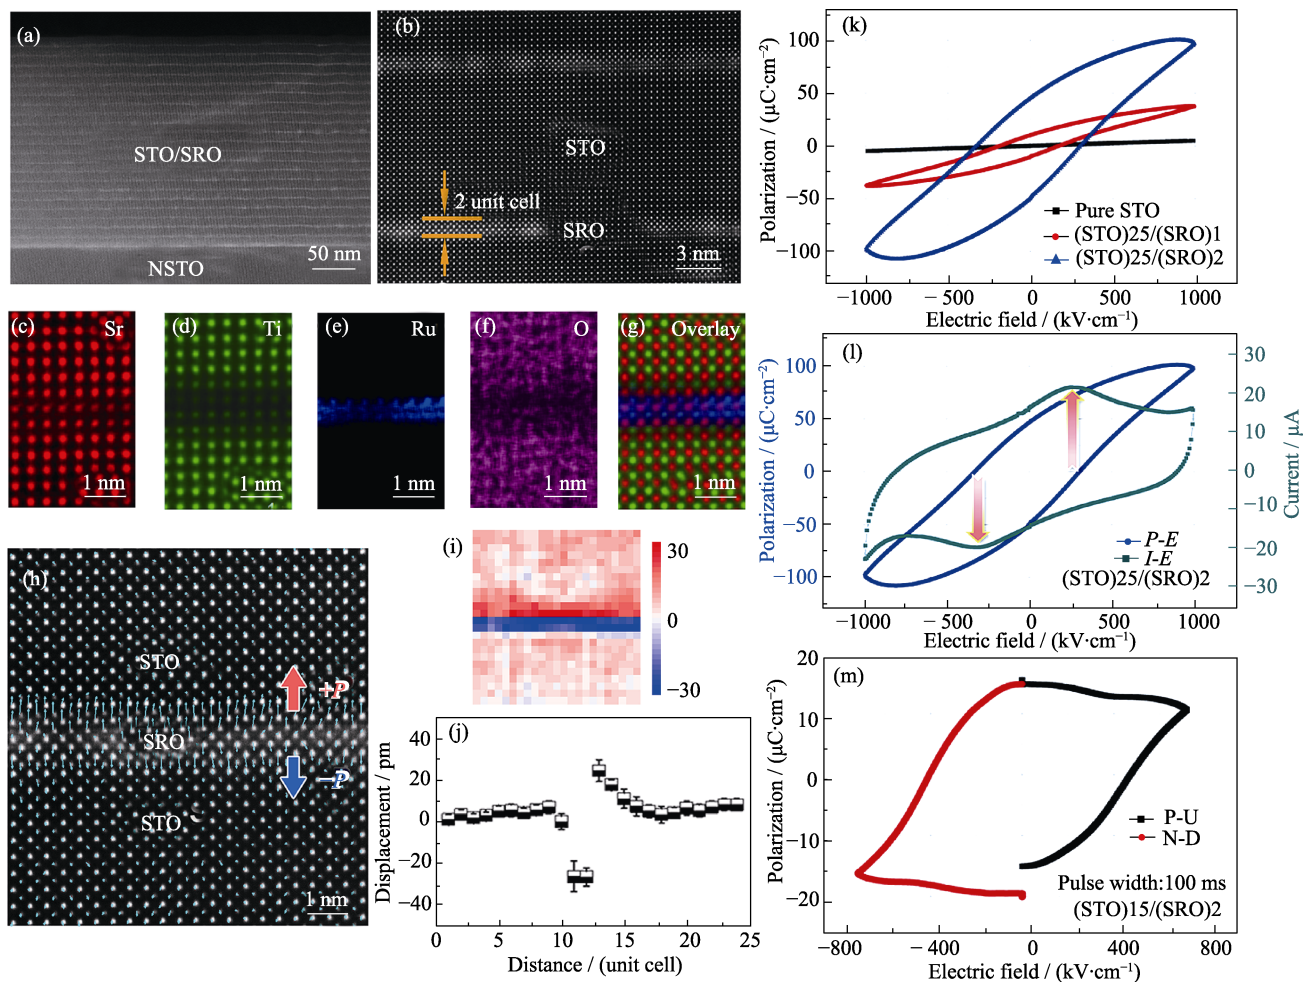 (a)
STO/SRO
50 nm
NSTO
(b)
STO
2 unit cell
SRO
3 nm
(c)
Sr
1 nm
(d)
Ti
1 nm
(e)
Ru
1 nm
(f)
O
1 nm
(g)
Overlay
1 nm
(h)
STO
+P
SRO
−P
STO
1 nm
(i)
30
0
−30
(j)
40
20
0
−20
−40
Displacement / pm
0 5 10 15 20 25
Distance / (unit cell)
(k)
100
50
0
−50
−100
Polarization / (μC·cm⁻²)
Pure STO
(STO)25/(SRO)1
(STO)25/(SRO)2
−1000 −500 0 500 1000
Electric field / (kV·cm⁻¹)
(l)
100
50
0
−50
−100
Polarization / (μC·cm⁻²)
30
20
10
0
−10
−20
−30
Current / μA
P-E
I-E
(STO)25/(SRO)2
−1000 −500 0 500 1000
Electric field / (kV·cm⁻¹)
(m)
20
15
10
0
−10
−20
Polarization / (μC·cm⁻²)
P-U
N-D
Pulse width:100 ms
(STO)15/(SRO)2
−800 −400 0 400 800
Electric field / (kV·cm⁻¹)